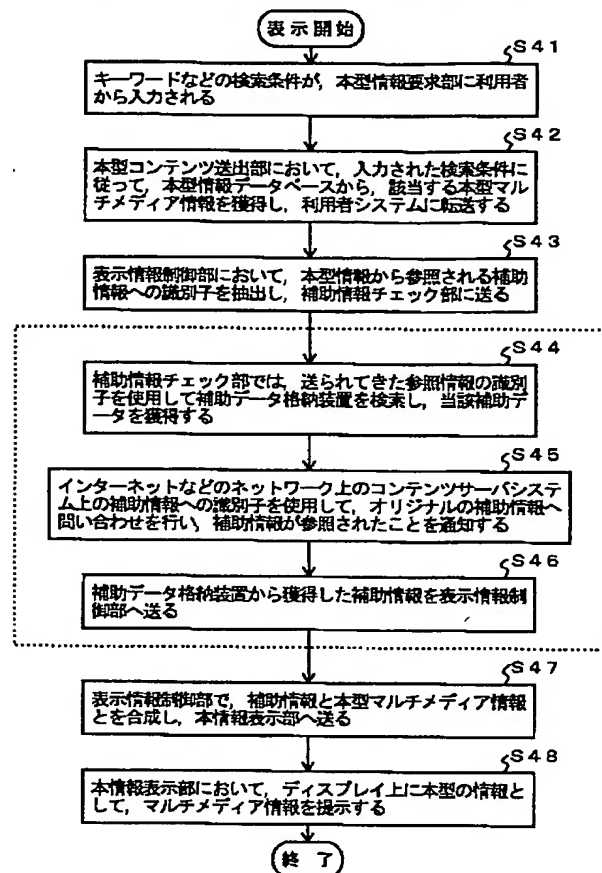 表示開始
S41
キーワードなどの検索条件が，本型情報要求部に利用者
から入力される
S42
本型コンテンツ送出部において，入力された検索条件に
従って，本型情報データベースから，該当する本型マル
チメディア情報を獲得し，利用者システムに転送する
S43
表示情報制御部において，本型情報から参照される補助
情報への識別子を抽出し，補助情報チェック部に送る
S44
補助情報チェック部では，送られてきた参照情報の識別
子を使用して補助データ格納装置を検索し，当該補助デ
ータを獲得する
S45
インターネットなどのネットワーク上のコンテンツサーバシステ
ム上の補助情報への識別子を使用して，オリジナルの補助情報へ
問い合わせを行い，補助情報が参照されたことを通知する
S46
補助データ格納装置から獲得した補助情報を表示情報制
御部へ送る
S47
表示情報制御部で，補助情報と本型マルチメディア情報
とを合成し，本情報表示部へ送る
S48
本情報表示部において，ディスプレイ上に本型の情報と
して，マルチメディア情報を提示する
終了